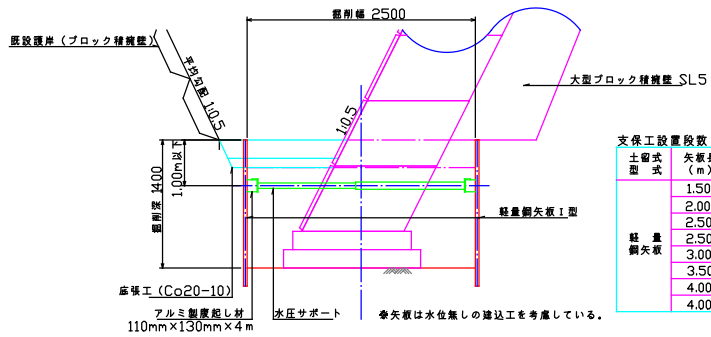 掘削幅 2500
既設護岸(ブロック積擁壁)
平均勾配 1:0.5
1:0.5
大型ブロック積擁壁 SL5
掘削深 1400
1.00m以下
軽量鋼矢板Ⅰ型
底張工(Co20-10)
アルミ製腹起し材
110mm×130mm×4m
水圧サポート
※矢板は水位無しの建込工を考慮している。
支保工設置段数
土留式
型 式
矢板長
(m)
軽 量
鋼矢板
1.50
2.00
2.50
2.50
3.00
3.50
4.00
4.00